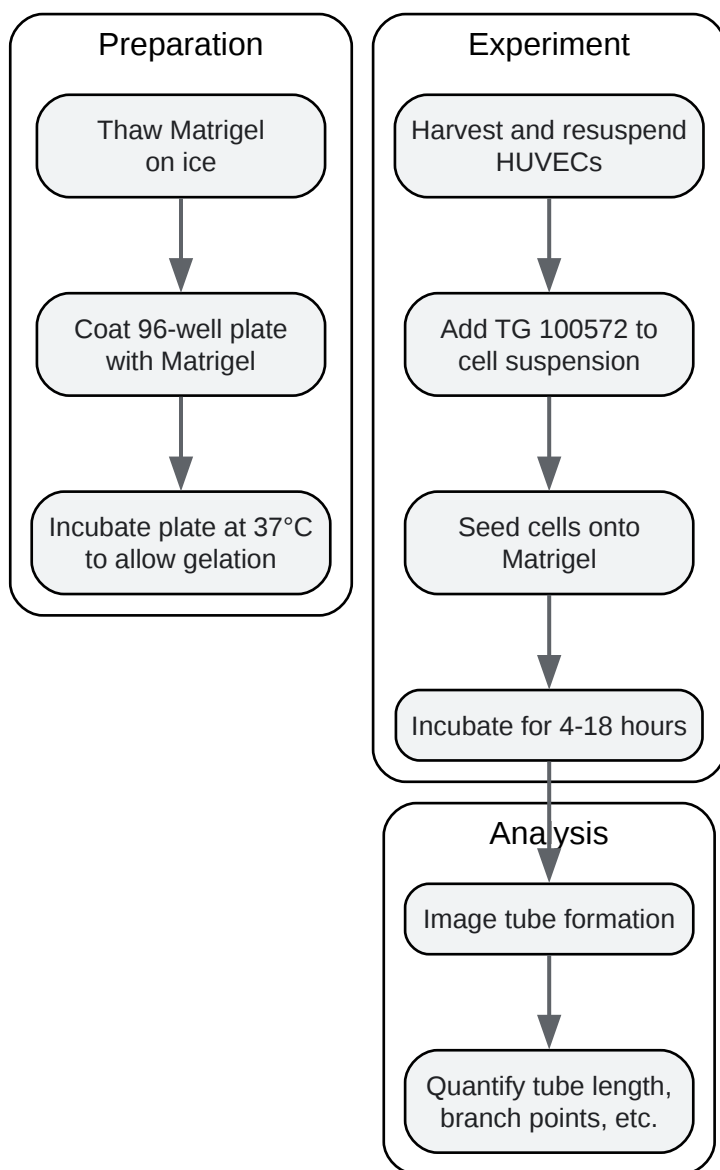 Preparation
Thaw Matrigel
on ice
Coat 96-well plate
with Matrigel
Incubate plate at 37°C
to allow gelation
Experiment
Harvest and resuspend
HUVECs
Add TG 100572 to
cell suspension
Seed cells onto
Matrigel
Incubate for 4-18 hours
Analysis
Image tube formation
Quantify tube length,
branch points, etc.